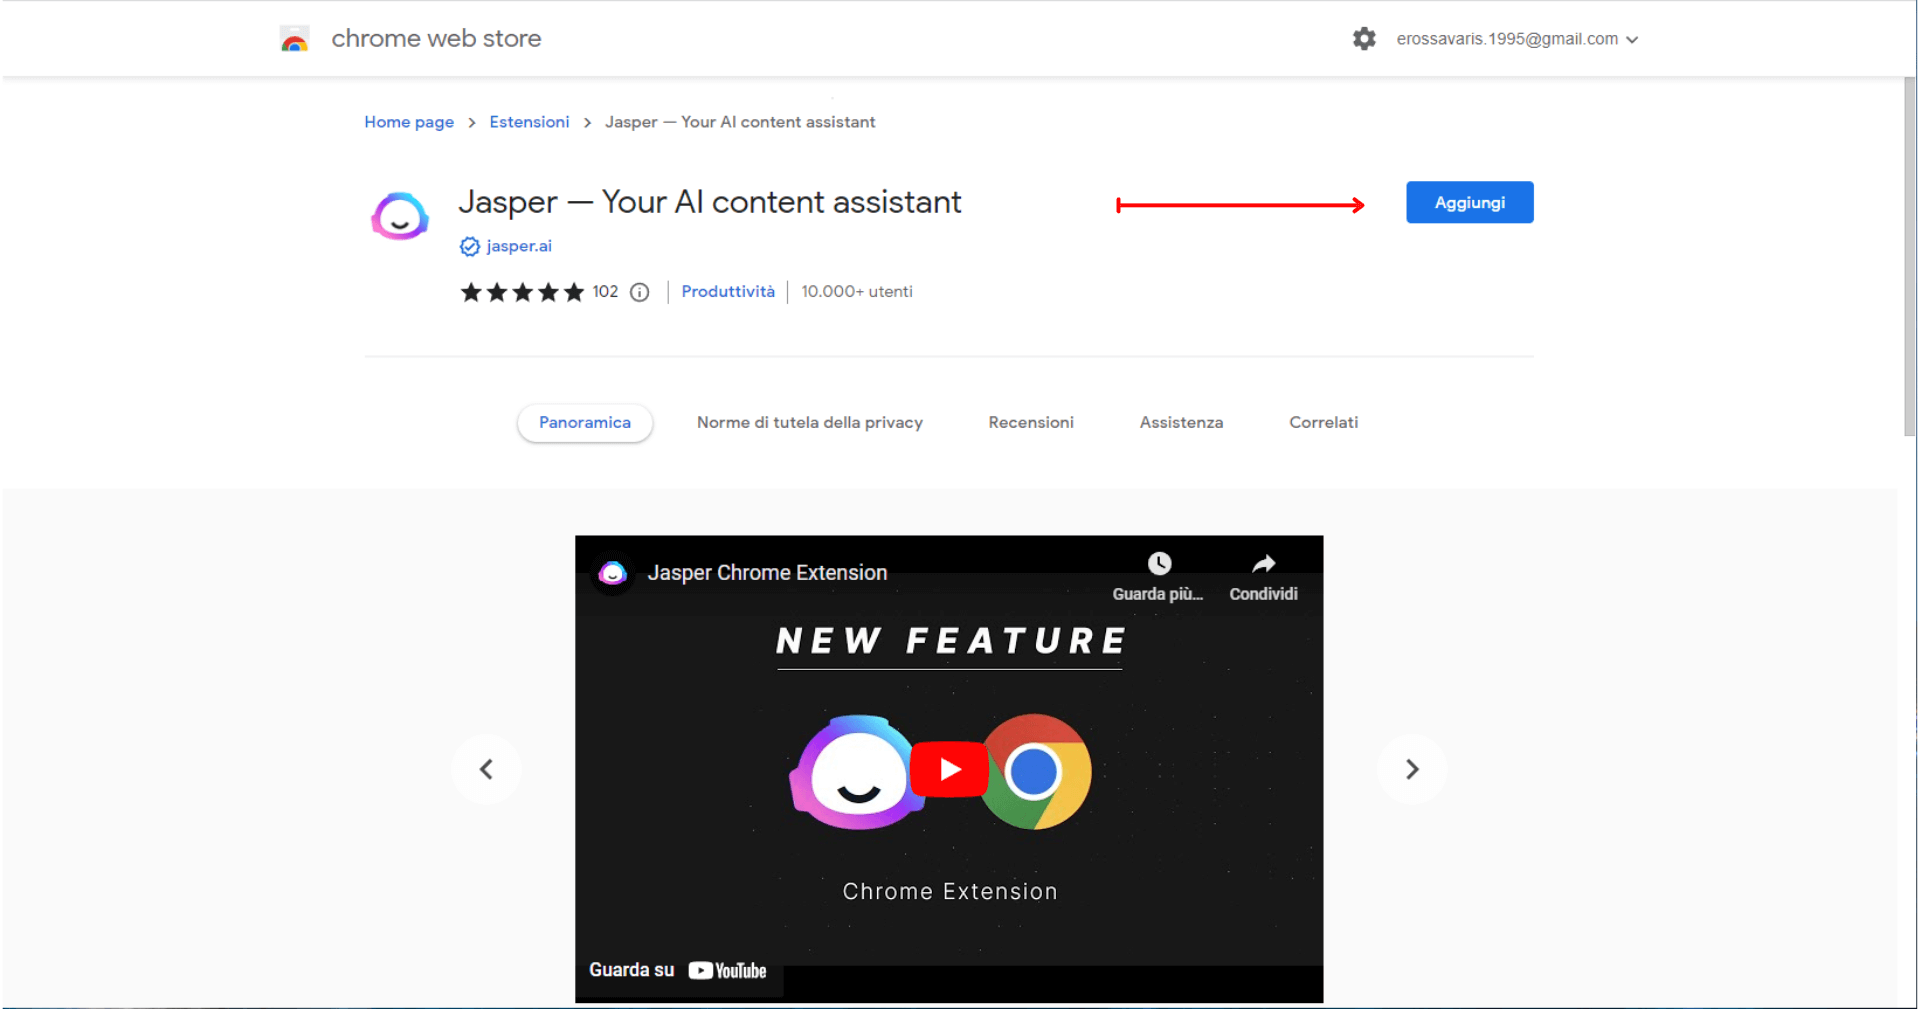 chrome web store
erossavaris.1995@gmail.com
Home page > Estensioni > Jasper — Your AI content assistant
Jasper — Your AI content assistant
Aggiungi
jasper.ai
102
Produttività
10.000+ utenti
Panoramica
Norme di tutela della privacy
Recensioni
Assistenza
Correlati
Jasper Chrome Extension
Guarda più...
Condividi
NEW FEATURE
Chrome Extension
Guarda su YouTube